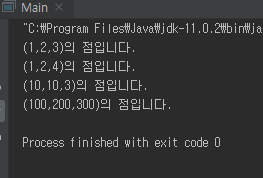 Main ×
"C:₩Program Files₩Java₩jdk-11.0.2₩bin₩ja
(1,2,3)의 점입니다.
(1,2,4)의 점입니다.
(10,10,3)의 점입니다.
(100,200,300)의 점입니다.
Process finished with exit code 0